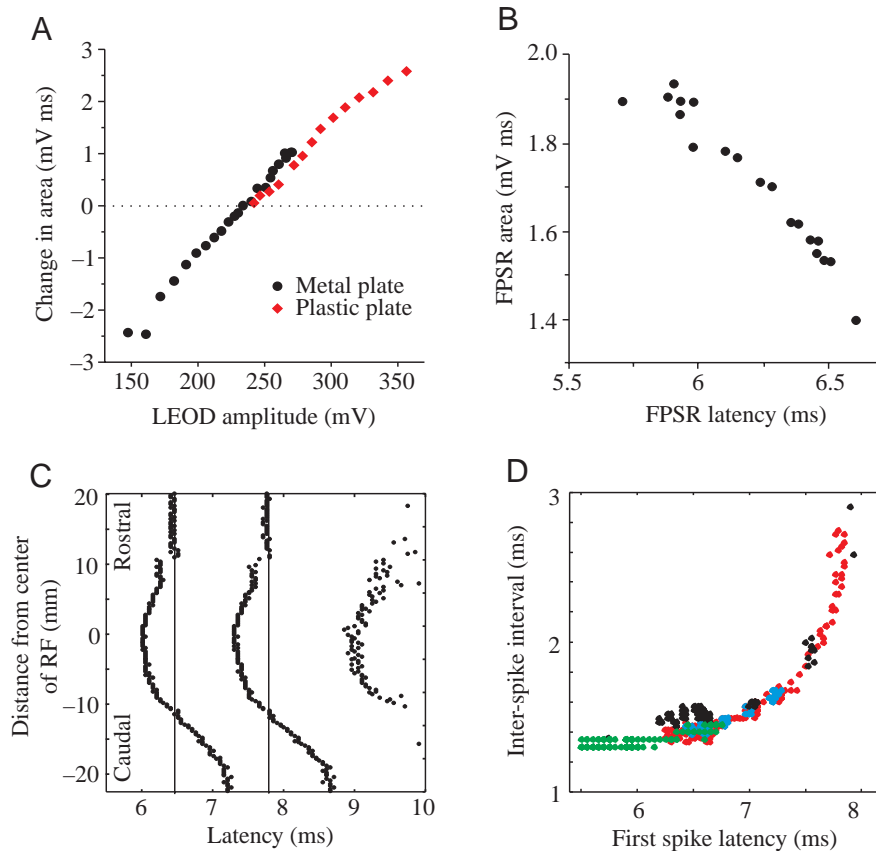 A
3
2
1
0
–1
–2
–3
Change in area (mV ms)
Metal plate
Plastic plate
150 200 250 300 350
LEOD amplitude (mV)
B
2.0
1.8
1.6
1.4
FPSR area (mV ms)
5.5 6 6.5
FPSR latency (ms)
C
20
10
0
–10
–20
Distance from center
of RF (mm)
Rostral
Caudal
6 7 8 9 10
Latency (ms)
D
3
2
1
Inter-spike interval (ms)
6 7 8
First spike latency (ms)